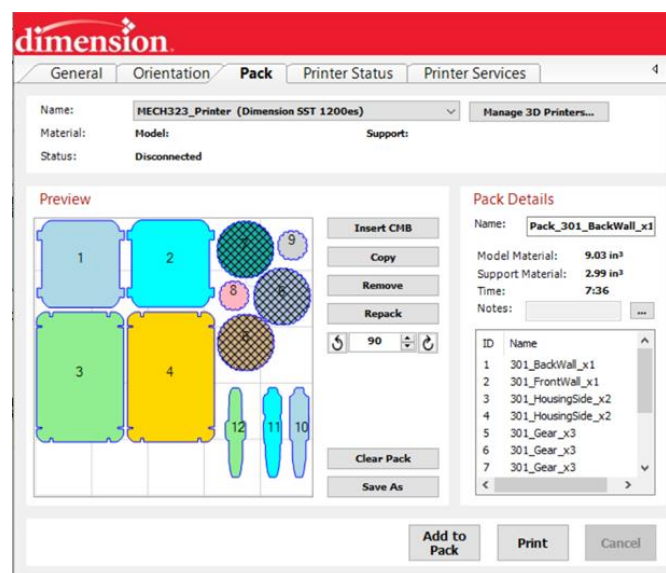 dimension
General Orientation Pack Printer Status Printer Services
Name: MECH323_Printer (Dimension SST 1200es) Manage 3D Printers...
Material: Model: Support:
Status: Disconnected
Preview
1 2 7 9
8 6
5
3 4
12 11 10
Insert CMB
Copy
Remove
Repack
90
Clear Pack
Save As
Pack Details
Name: Pack_301_BackWall_x1
Model Material: 9.03 in³
Support Material: 2.99 in³
Time: 7:36
Notes: ...
ID Name
1 301_BackWall_x1
2 301_FrontWall_x1
3 301_HousingSide_x2
4 301_HousingSide_x2
5 301_Gear_x3
6 301_Gear_x3
7 301_Gear_x3
Add to Pack Print Cancel